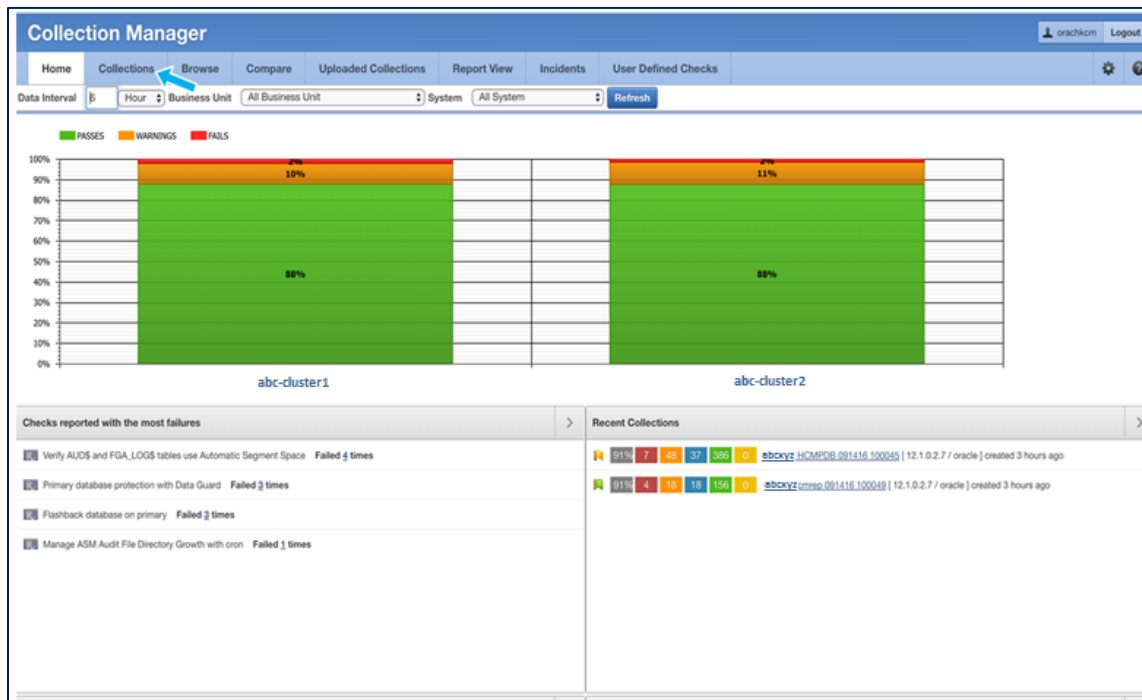 Collection Manager
orachkcm Logout
Home Collections Browse Compare Uploaded Collections Report View Incidents User Defined Checks
Data Interval 6 Hour Business Unit All Business Unit System All System Refresh
PASSES WARNINGS FAILS
100%
90%
80%
70%
60%
50%
40%
30%
20%
10%
0%
2%
10%
88%
2%
11%
88%
abc-cluster1
abc-cluster2
Checks reported with the most failures
Verify AUD$ and FGA_LOG$ tables use Automatic Segment Space Failed 4 times
Primary database protection with Data Guard Failed 3 times
Flashback database on primary Failed 3 times
Manage ASM Audit File Directory Growth with cron Failed 1 times
Recent Collections
91% 7 48 37 386 0 abcxyz HCMPDB 091416 100045 [ 12.1.0.2.7 / oracle ] created 3 hours ago
91% 4 18 18 156 0 abcxyz 091416 100049 [ 12.1.0.2.7 / oracle ] created 3 hours ago